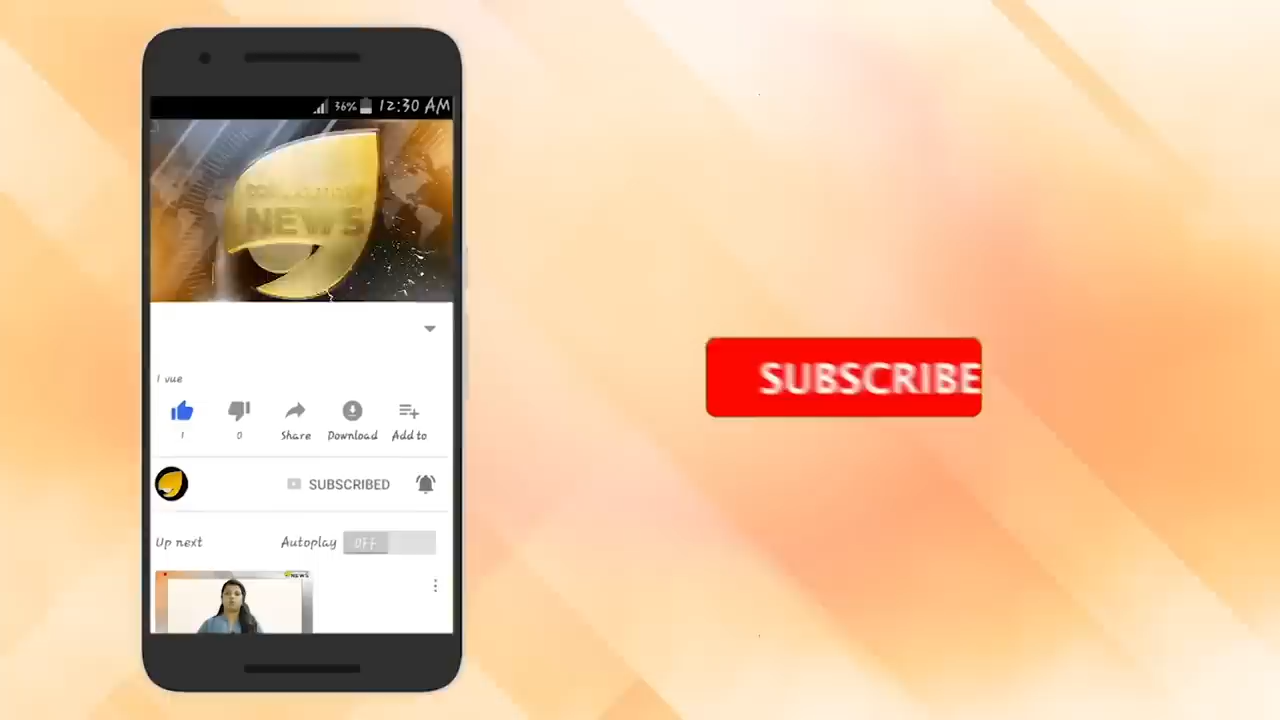 36% 12:30 AM
NEWS
1 vue
1
0
Share
Download
Add to
SUBSCRIBED
Up next
Autoplay
OFF
NEWS
SUBSCRIBE